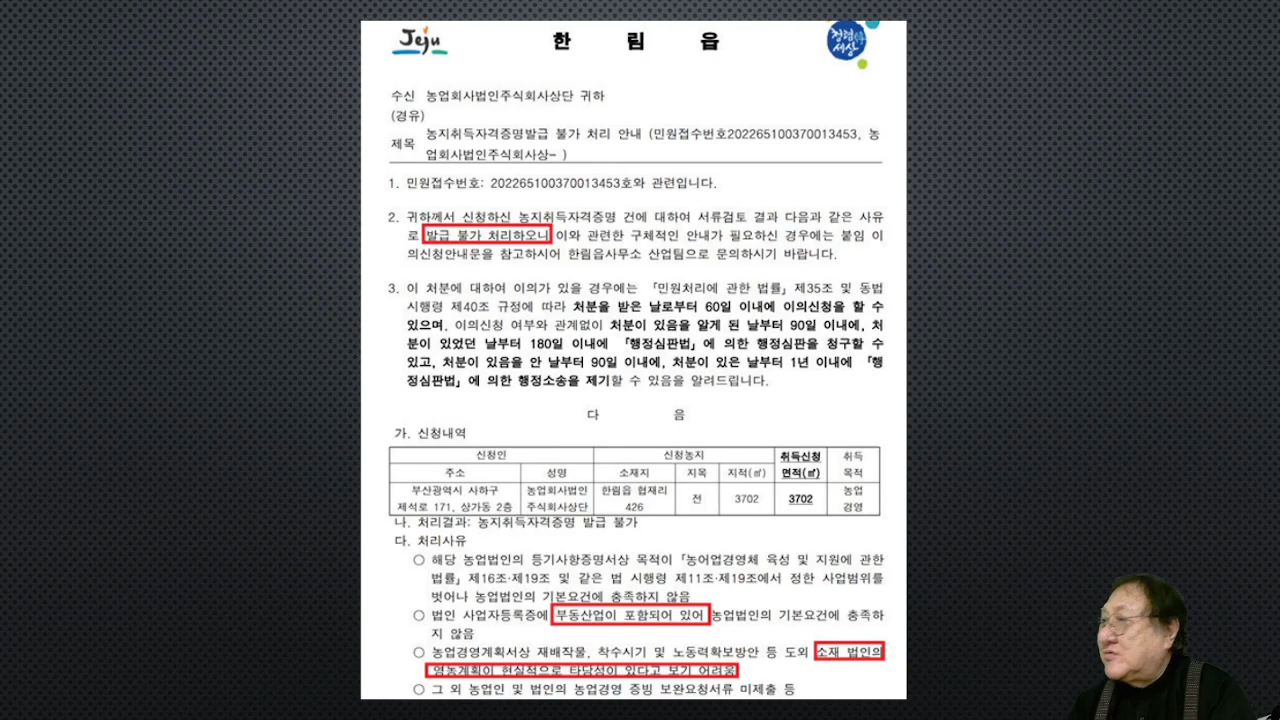 Jeju
한 림 읍
청렴
세상
수신 농업회사법인주식회사상단 귀하
(경유)
제목 농지취득자격증명발급 불가 처리 안내 (민원접수번호202265100370013453, 농
업회사법인주식회사상- )
1. 민원접수번호: 202265100370013453호와 관련입니다.
2. 귀하께서 신청하신 농지취득자격증명 건에 대하여 서류검토 결과 다음과 같은 사유
로 발급 불가 처리하오니 이와 관련한 구체적인 안내가 필요하신 경우에는 붙임 이
의신청안내문을 참고하시어 한림읍사무소 산업팀으로 문의하시기 바랍니다.
3. 이 처분에 대하여 이의가 있을 경우에는 「민원처리에 관한 법률」제35조 및 동법
시행령 제40조 규정에 따라 처분을 받은 날로부터 60일 이내에 이의신청을 할 수
있으며, 이의신청 여부와 관계없이 처분이 있음을 알게 된 날부터 90일 이내에, 처
분이 있었던 날부터 180일 이내에 「행정심판법」에 의한 행정심판을 청구할 수
있고, 처분이 있음을 안 날부터 90일 이내에, 처분이 있은 날부터 1년 이내에 「행
정심판법」에 의한 행정소송을 제기할 수 있음을 알려드립니다.
다 음
가. 신청내역
신청인 신청농지 취득신청 취득
주소 성명 소재지 지목 지적(㎡) 면적(㎡) 목적
부산광역시 사하구 농업회사법인 한림읍 협재리 전 3702 3702 농업
제석로 171, 상가동 2층 주식회사상단 426 경영
나. 처리결과: 농지취득자격증명 발급 불가
다. 처리사유
○ 해당 농업법인의 등기사항증명서상 목적이「농어업경영체 육성 및 지원에 관한
법률」제16조·제19조 및 같은 법 시행령 제11조·제19조에서 정한 사업범위를
벗어나 농업법인의 기본요건에 충족하지 않음
○ 법인 사업자등록증에 부동산업이 포함되어 있어 농업법인의 기본요건에 충족하
지 않음
○ 농업경영계획서상 재배작물, 착수시기 및 노동력확보방안 등 도외 소재 법인의
영농계획이 현실적으로 타당성이 있다고 보기 어려움
○ 그 외 농업인 및 법인의 농업경영 증빙 보완요청서류 미제출 등